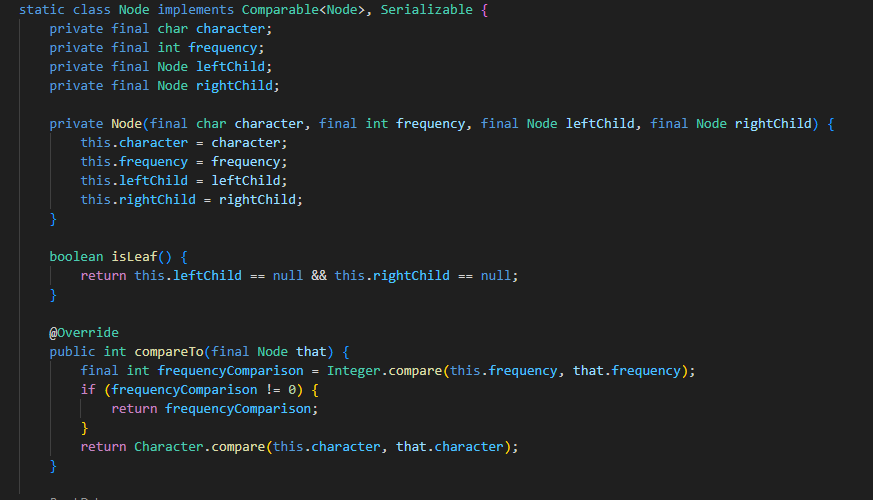 static class Node implements Comparable<Node>, Serializable {
    private final char character;
    private final int frequency;
    private final Node leftChild;
    private final Node rightChild;

    private Node(final char character, final int frequency, final Node leftChild, final Node rightChild) {
        this.character = character;
        this.frequency = frequency;
        this.leftChild = leftChild;
        this.rightChild = rightChild;
    }

    boolean isLeaf() {
        return this.leftChild == null && this.rightChild == null;
    }

    @Override
    public int compareTo(final Node that) {
        final int frequencyComparison = Integer.compare(this.frequency, that.frequency);
        if (frequencyComparison != 0) {
            return frequencyComparison;
        }
        return Character.compare(this.character, that.character);
    }